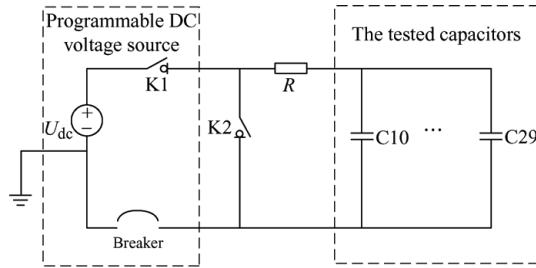 Programmable DC
voltage source
The tested capacitors
K1
R
Udc
K2
C10
...
C29
Breaker